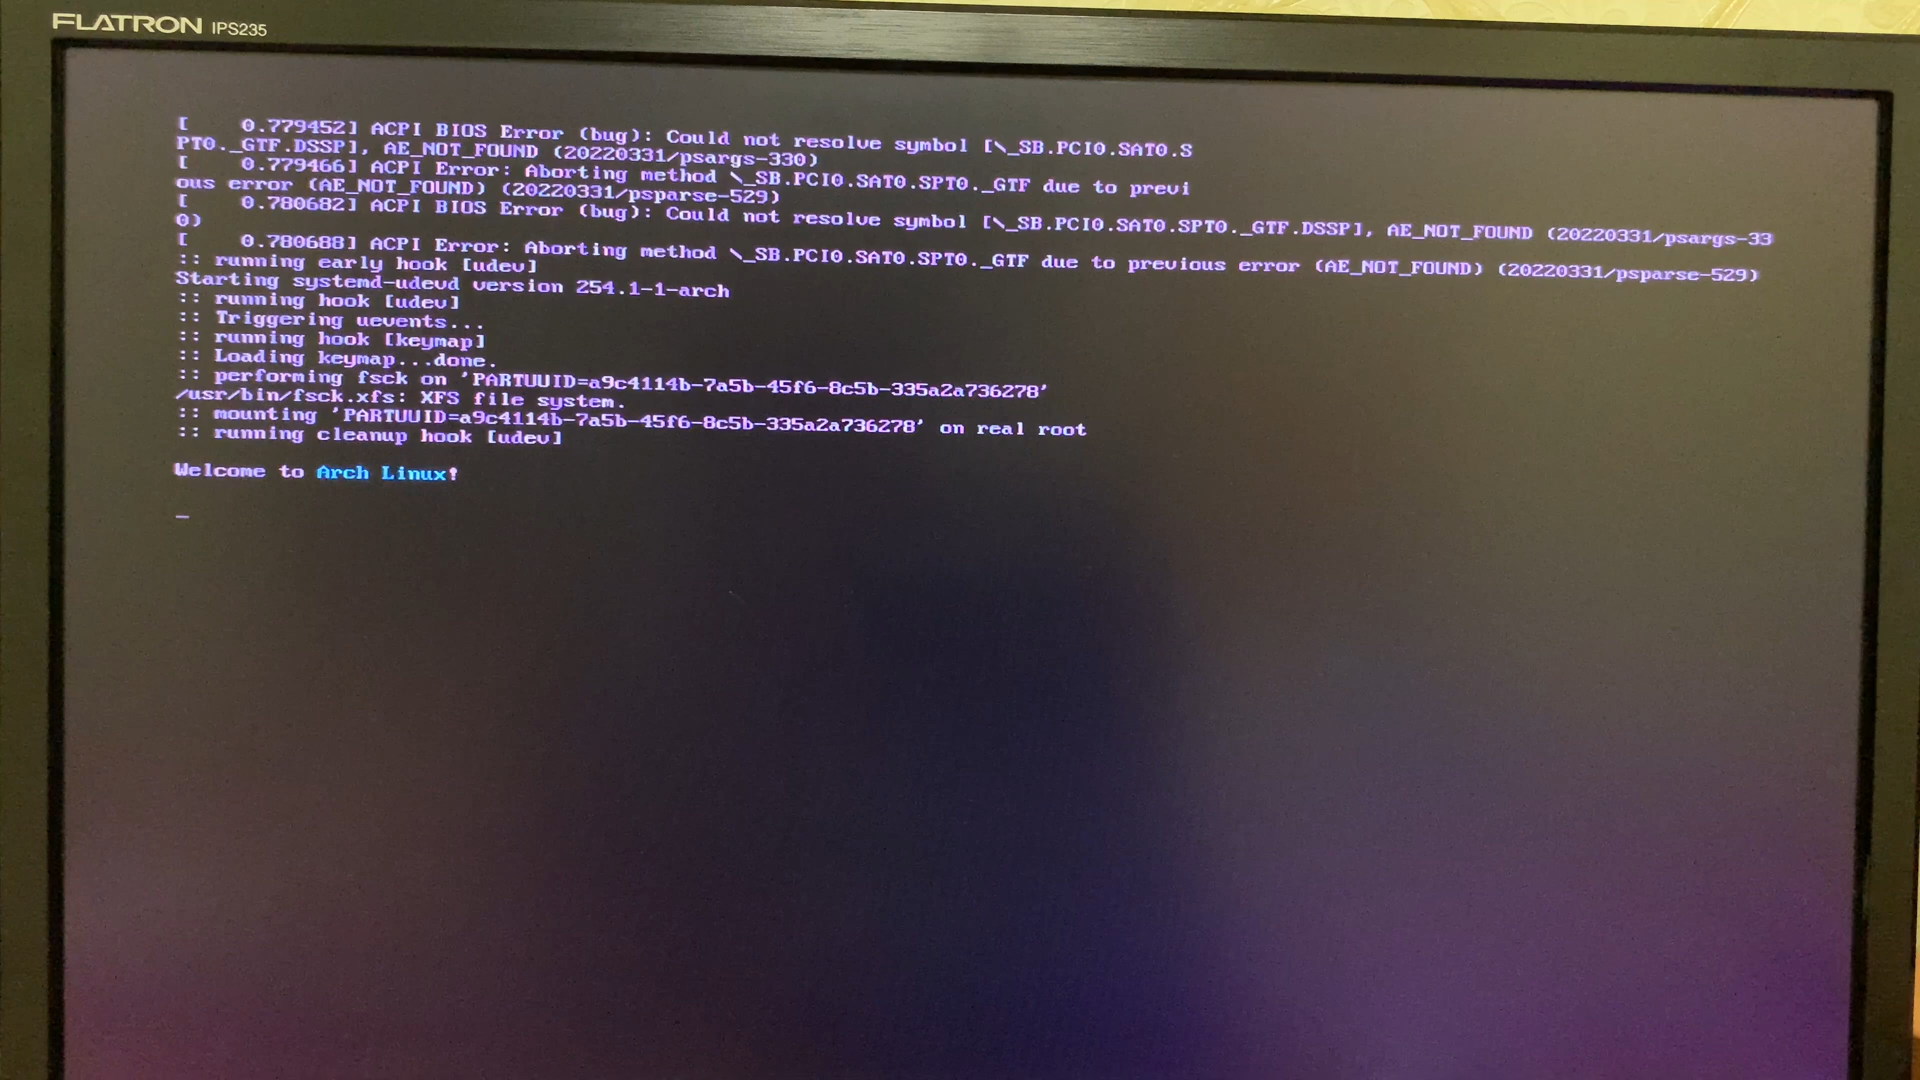 FLATRON IPS235
[    0.779452] ACPI BIOS Error (bug): Could not resolve symbol [\_SB.PCI0.SAT0.S
PT0._GTF.DSSP], AE_NOT_FOUND (20220331/psargs-330)
[    0.779466] ACPI Error: Aborting method \_SB.PCI0.SAT0.SPT0._GTF due to previ
ous error (AE_NOT_FOUND) (20220331/psparse-529)
[    0.780682] ACPI BIOS Error (bug): Could not resolve symbol [\_SB.PCI0.SAT0.SPT0._GTF.DSSP], AE_NOT_FOUND (20220331/psargs-33
0)
[    0.780688] ACPI Error: Aborting method \_SB.PCI0.SAT0.SPT0._GTF due to previous error (AE_NOT_FOUND) (20220331/psparse-529)
:: running early hook [udev]
Starting systemd-udevd version 254.1-1-arch
:: running hook [udev]
:: Triggering uevents...
:: running hook [keymap]
:: Loading keymap...done.
:: performing fsck on 'PARTUUID=a9c4114b-7a5b-45f6-8c5b-335a2a736278'
/usr/bin/fsck.xfs: XFS file system.
:: mounting 'PARTUUID=a9c4114b-7a5b-45f6-8c5b-335a2a736278' on real root
:: running cleanup hook [udev]
Welcome to Arch Linux!
_